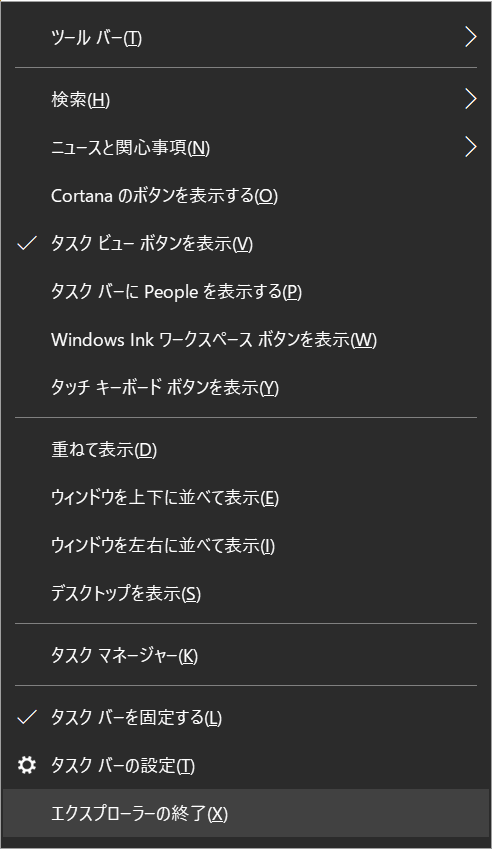 ツール バー(T)
検索(H)
ニュースと関心事項(N)
Cortana のボタンを表示する(O)
タスク ビュー ボタンを表示(V)
タスク バーに People を表示する(P)
Windows Ink ワークスペース ボタンを表示(W)
タッチ キーボード ボタンを表示(Y)
重ねて表示(D)
ウィンドウを上下に並べて表示(E)
ウィンドウを左右に並べて表示(I)
デスクトップを表示(S)
タスク マネージャー(K)
タスク バーを固定する(L)
タスク バーの設定(T)
エクスプローラーの終了(X)